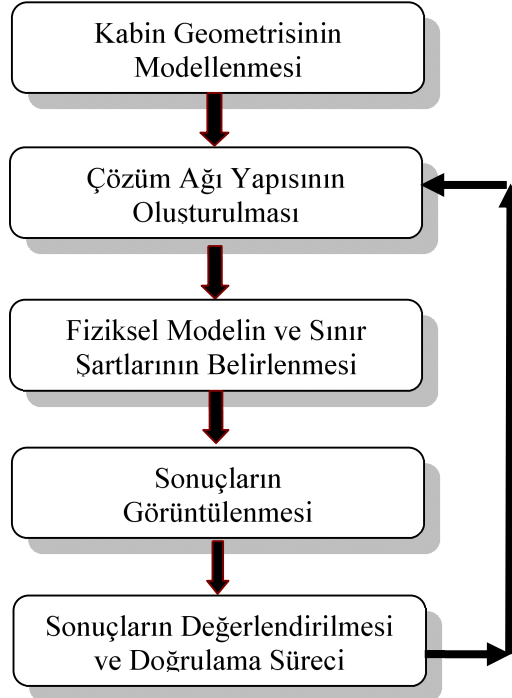 Kabin Geometrisinin
Modellenmesi
Çözüm Ağı Yapısının
Oluşturulması
Fiziksel Modelin ve Sınır
Şartlarının Belirlenmesi
Sonuçların
Görüntülenmesi
Sonuçların Değerlendirilmesi
ve Doğrulama Süreci